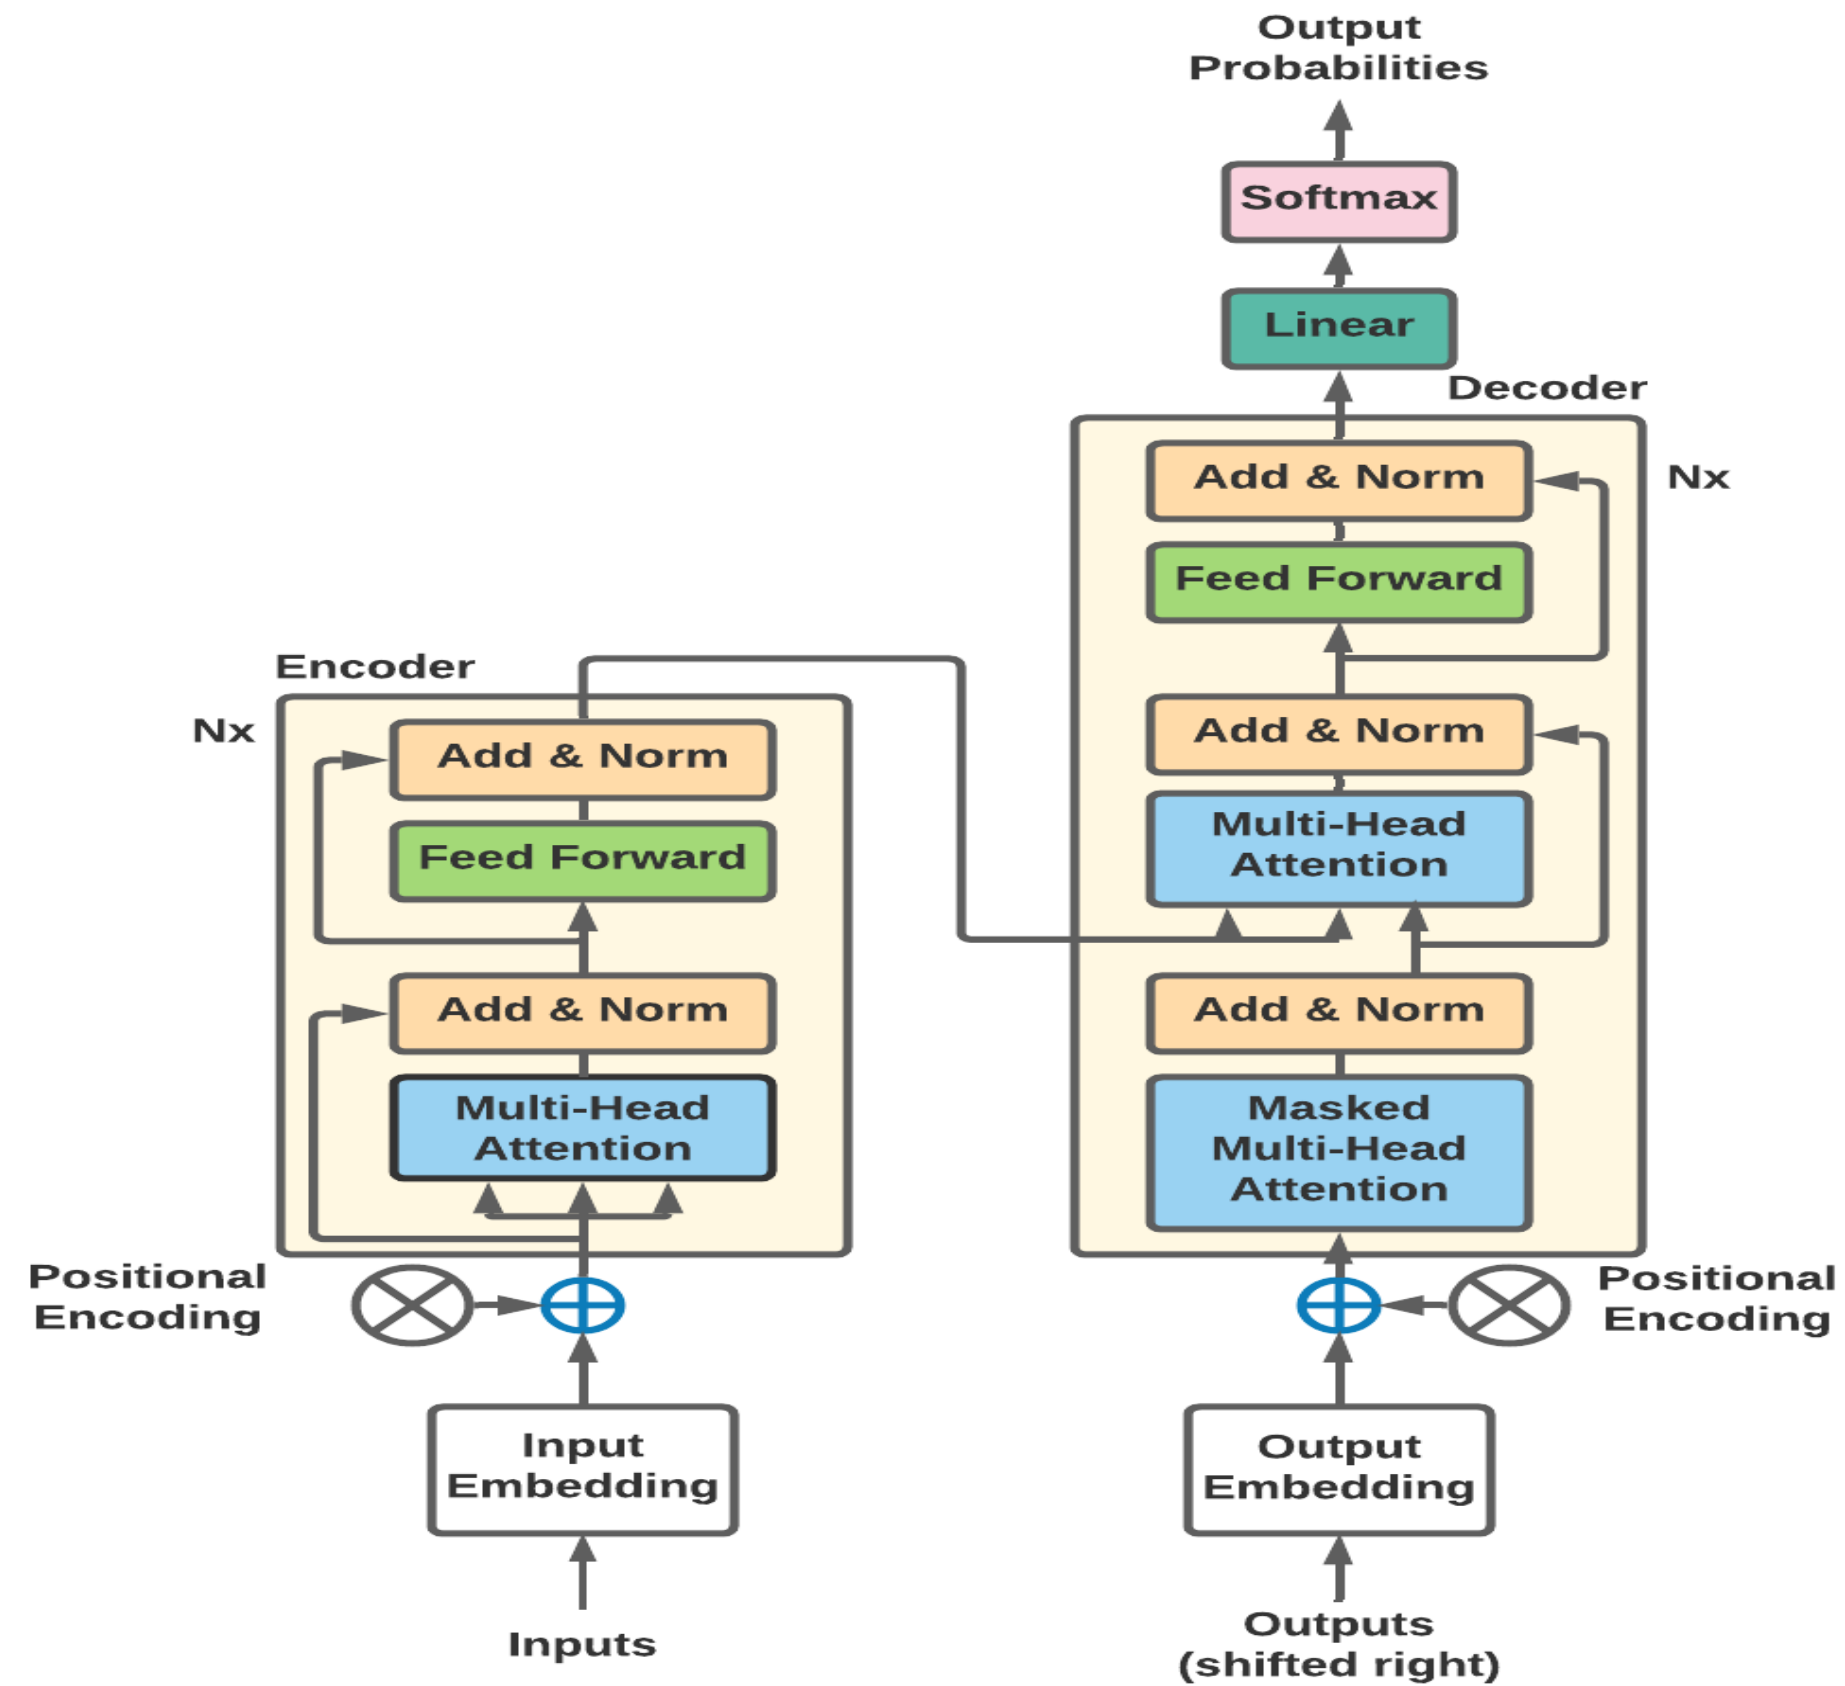 Output
Probabilities
Softmax
Linear
Decoder
Add & Norm
Nx
Feed Forward
Encoder
Nx
Add & Norm
Add & Norm
Multi-Head
Attention
Feed Forward
Add & Norm
Add & Norm
Multi-Head
Attention
Masked
Multi-Head
Attention
Positional
Encoding
Positional
Encoding
Input
Embedding
Output
Embedding
Inputs
Outputs
(shifted right)